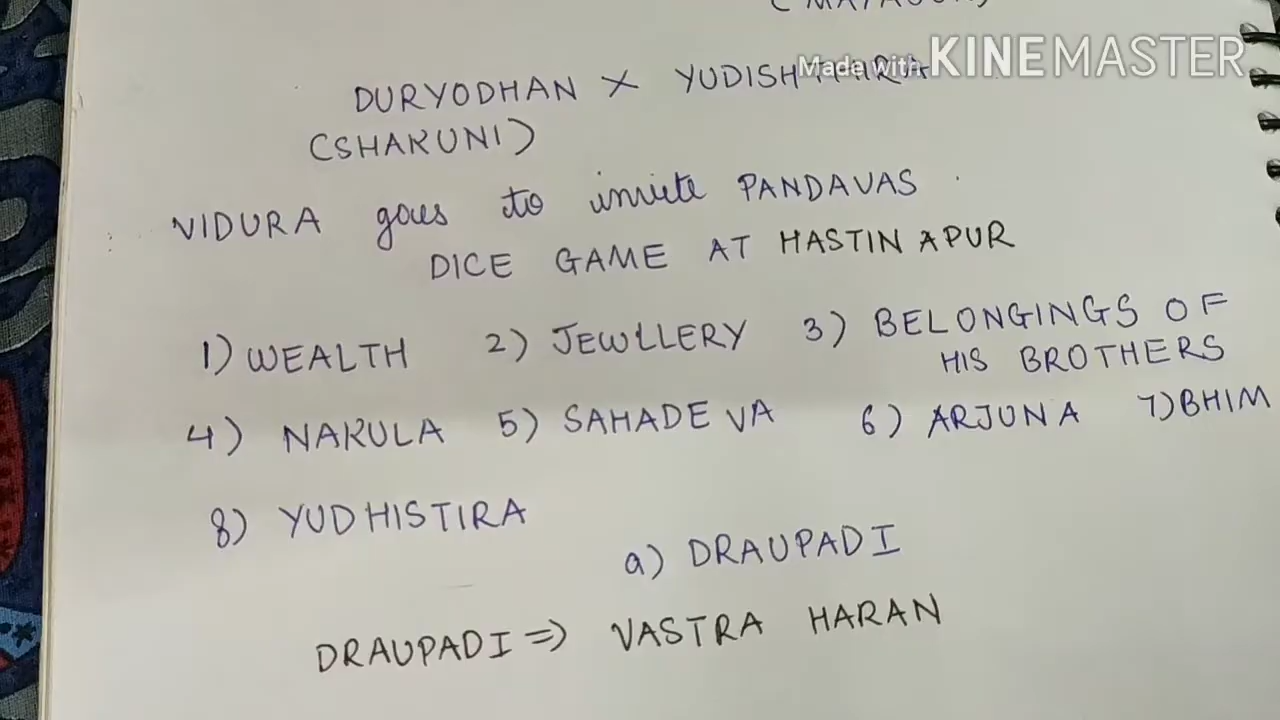 Made with KINEMASTER
DURYODHAN X YUDISHTHRA
(SHAKUNI)
VIDURA goes to invite PANDAVAS
DICE GAME AT HASTINAPUR
1) WEALTH 2) JEWLLERY 3) BELONGINGS OF
HIS BROTHERS
4) NAKULA 5) SAHADEVA 6) ARJUNA 7) BHIM
8) YUDHISTIRA
a) DRAUPADI
DRAUPADI => VASTRA HARAN